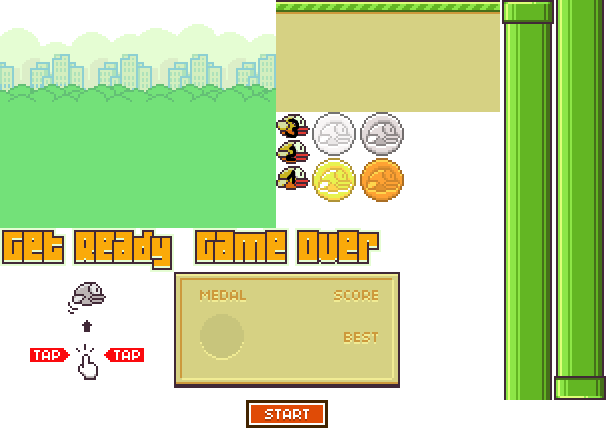 Get Ready
Game Over
MEDAL
SCORE
BEST
TAP
TAP
START